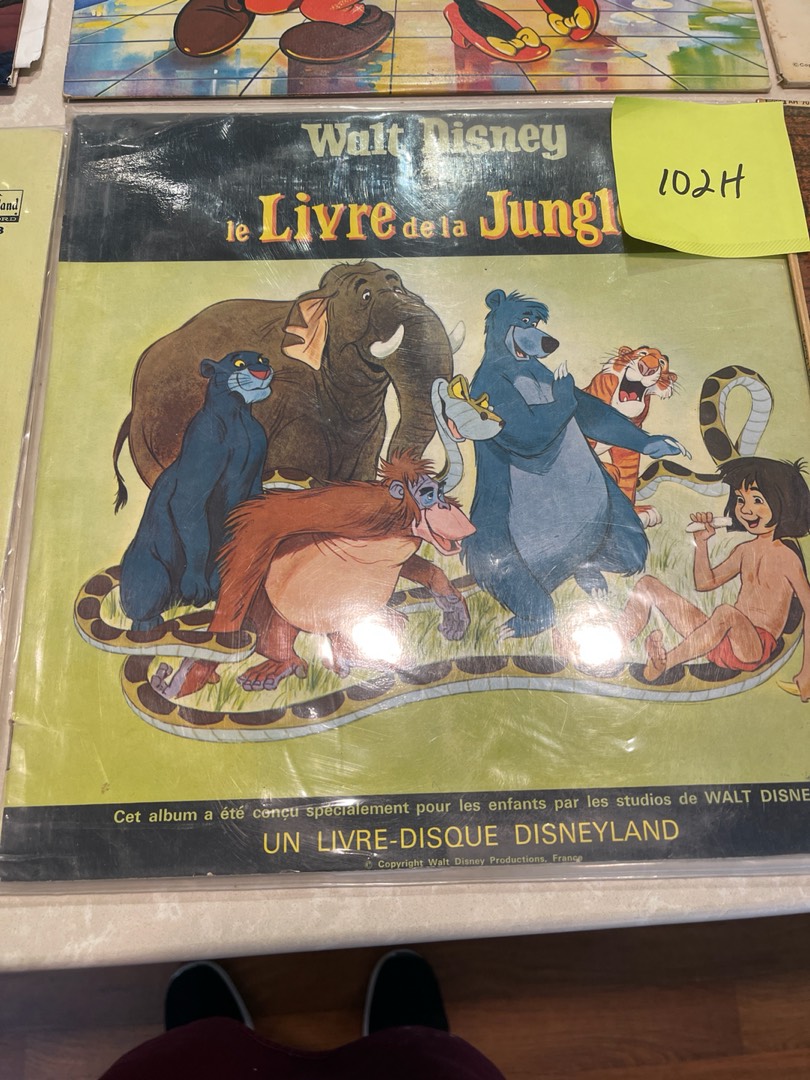 Walt Disney
102H
le Livre de la Jungl
Cet album a été conçu spécialement pour les enfants par les studios de WALT DISNE
UN LIVRE-DISQUE DISNEYLAND
© Copyright Walt Disney Productions, France